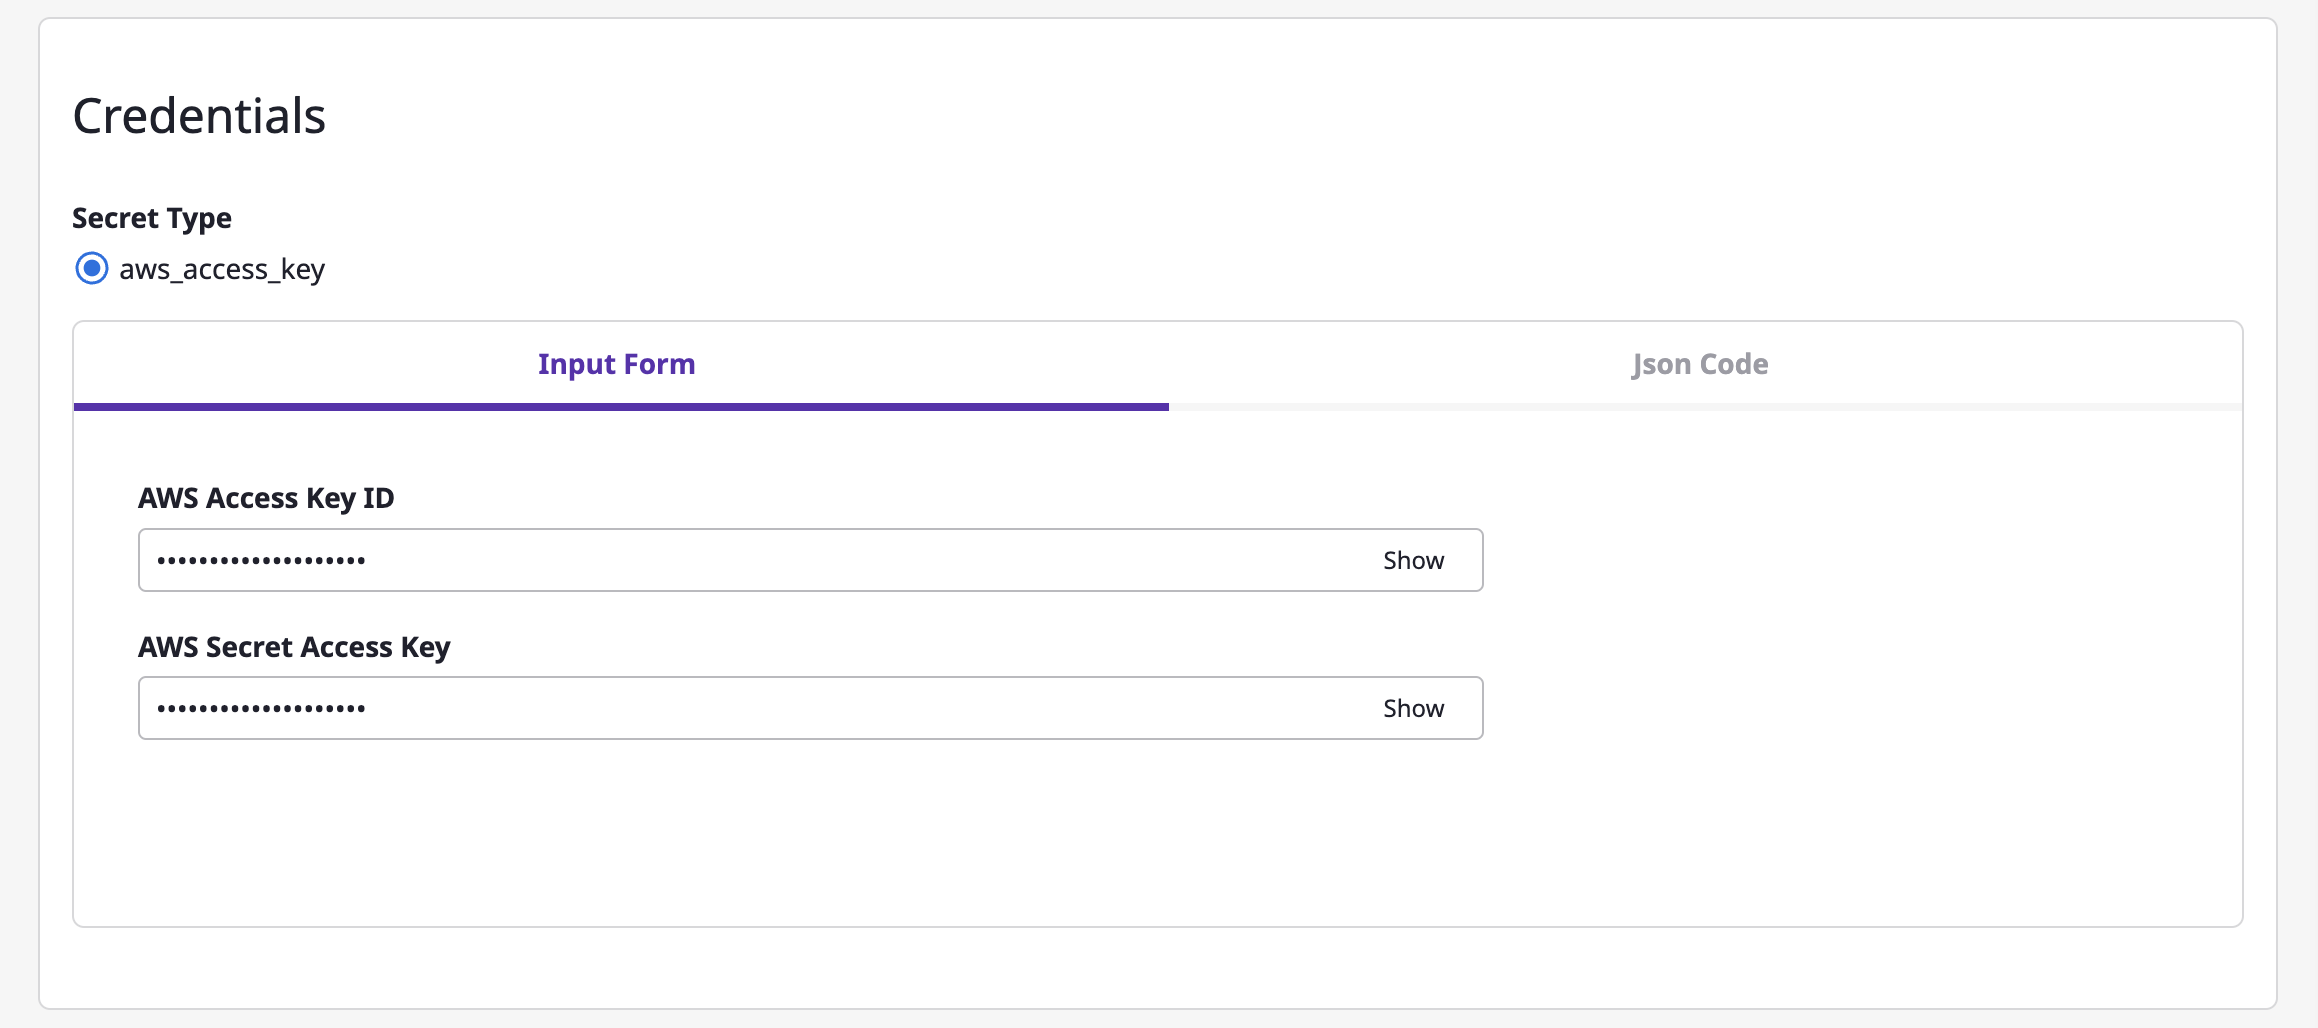 Credentials
Secret Type
aws_access_key
Input Form
Json Code
AWS Access Key ID
•••••••••••••••••••• Show
AWS Secret Access Key
•••••••••••••••••••• Show